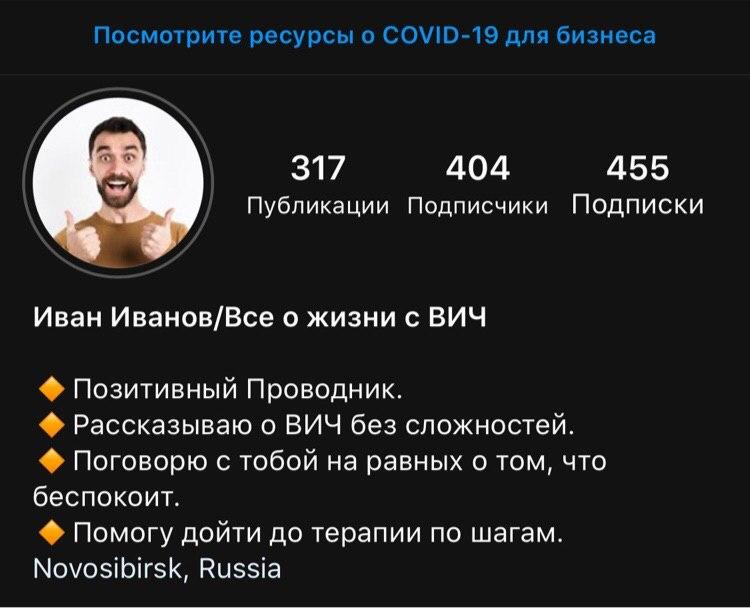 Посмотрите ресурсы о COVID-19 для бизнеса
317 404 455
Публикации Подписчики Подписки
Иван Иванов/Все о жизни с ВИЧ
🔸Позитивный Проводник.
🔸Рассказываю о ВИЧ без сложностей.
🔸Поговорю с тобой на равных о том, что
беспокоит.
🔸Помогу дойти до терапии по шагам.
Novosibirsk, Russia